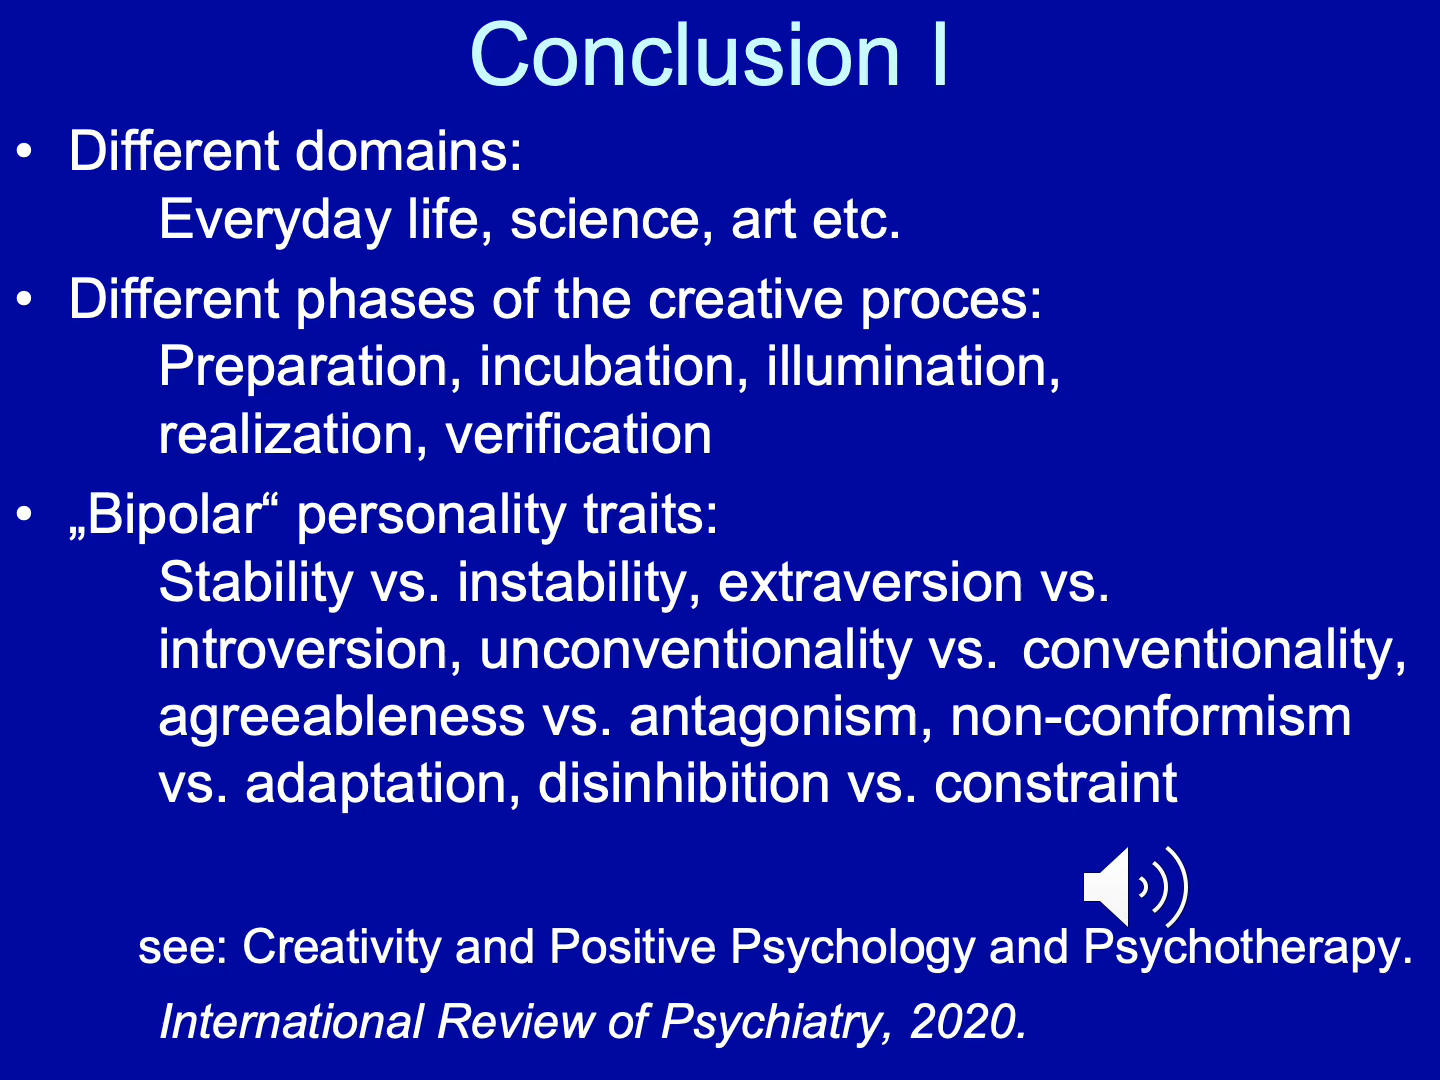 Conclusion I
• Different domains:
Everyday life, science, art etc.
• Different phases of the creative proces:
Preparation, incubation, illumination,
realization, verification
• „Bipolar“ personality traits:
Stability vs. instability, extraversion vs.
introversion, unconventionality vs. conventionality,
agreeableness vs. antagonism, non-conformism
vs. adaptation, disinhibition vs. constraint
see: Creativity and Positive Psychology and Psychotherapy.
International Review of Psychiatry, 2020.